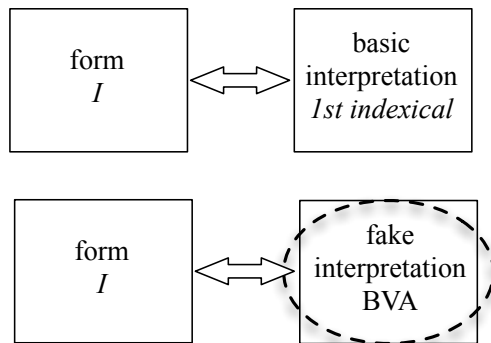 form
I
basic
interpretation
1st indexical
form
I
fake
interpretation
BVA